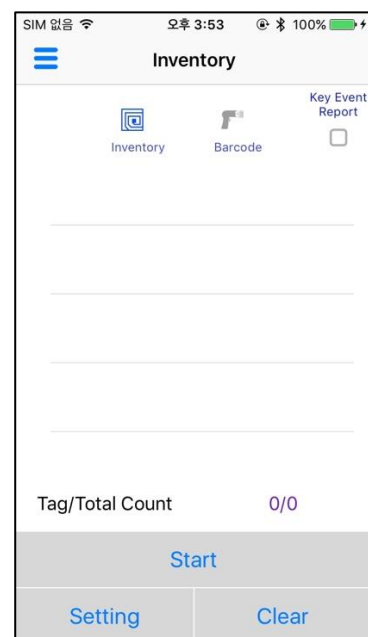 SIM 없음 오후 3:53 100%
Inventory
Key Event
Report
Inventory Barcode
Tag/Total Count 0/0
Start
Setting Clear